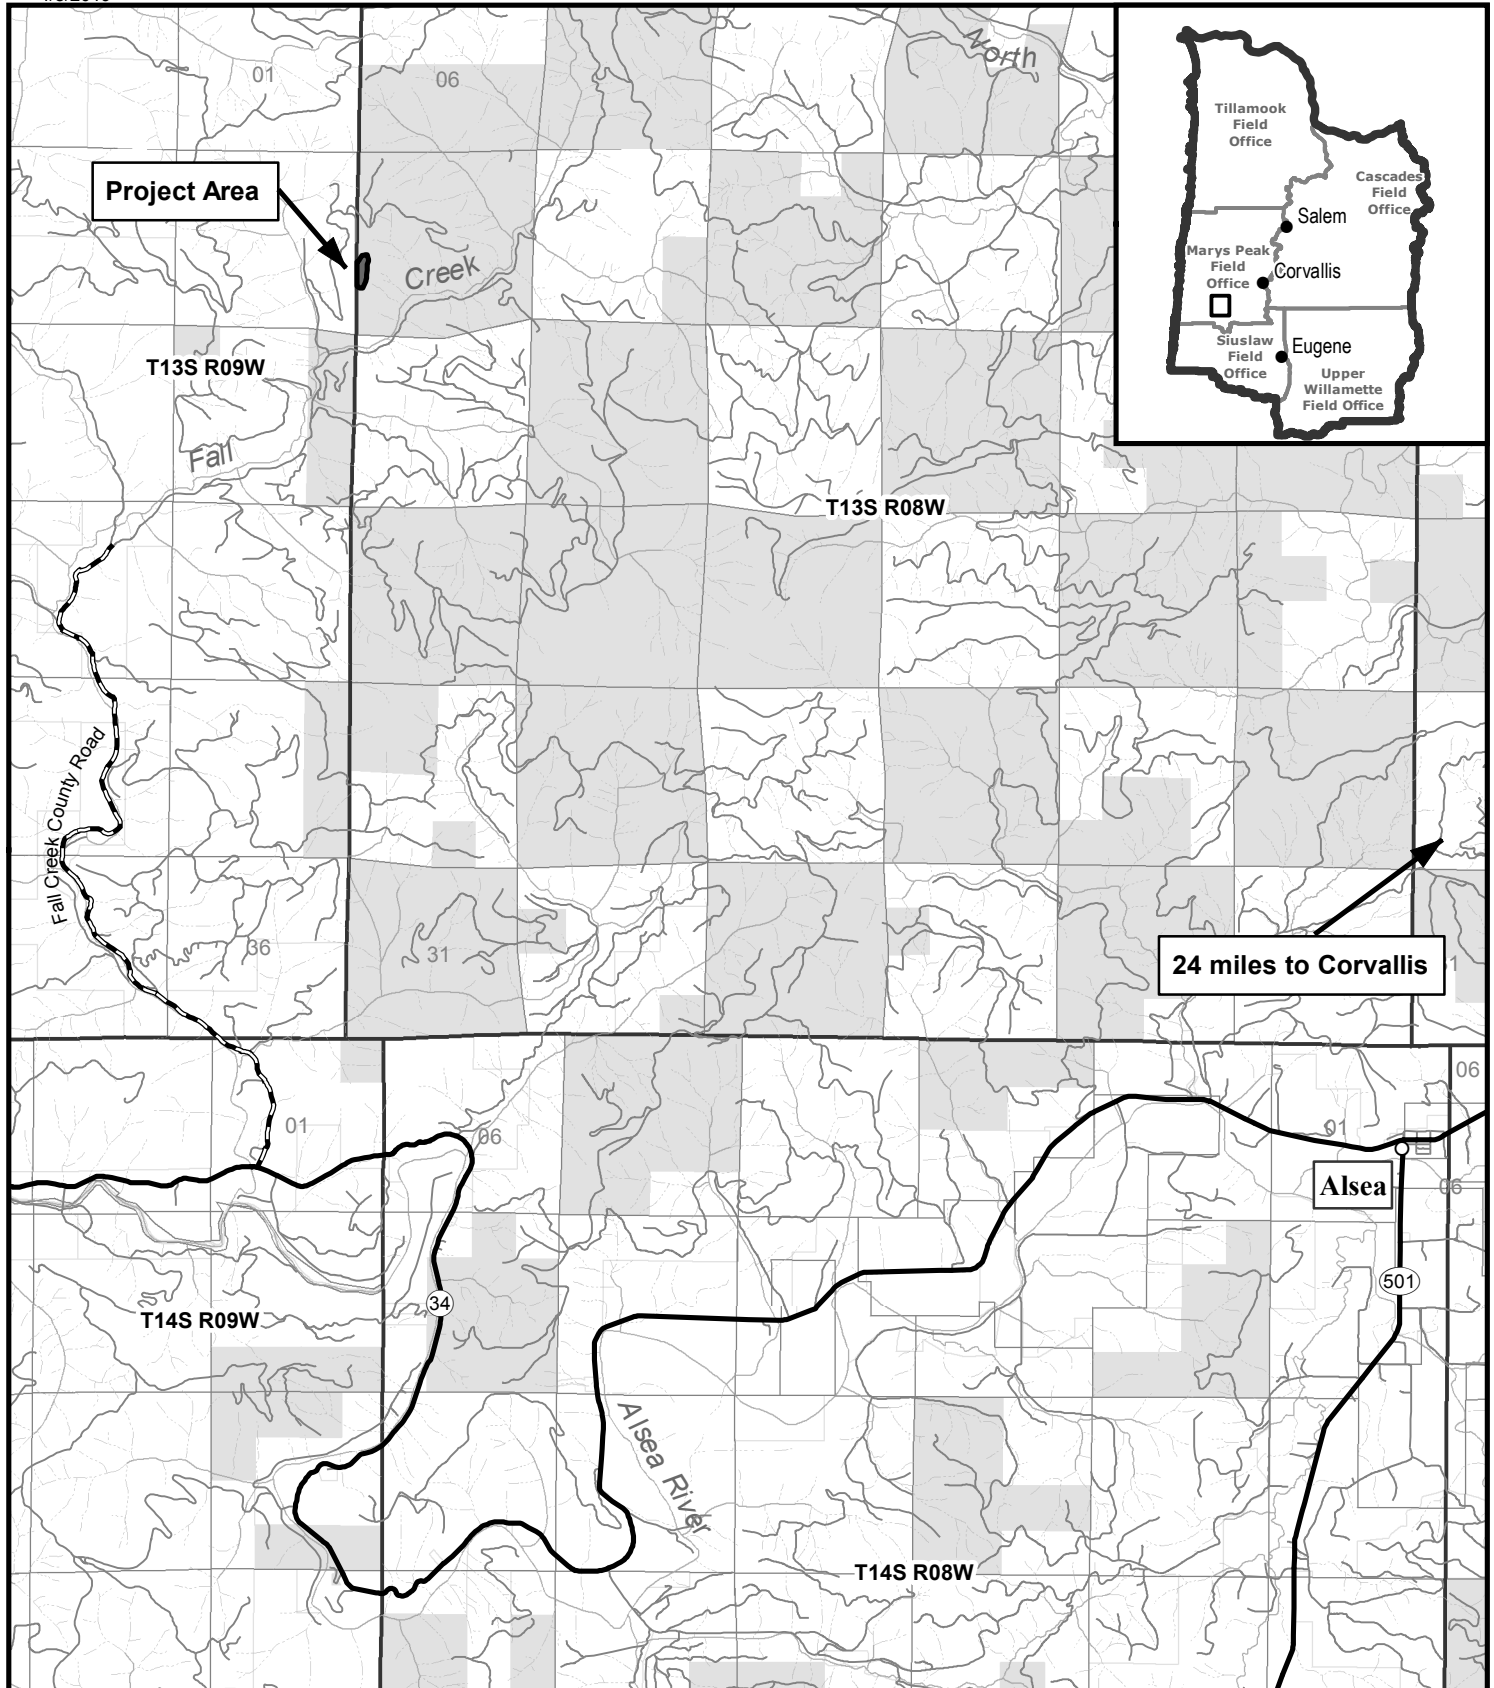 01
06
North
Project Area
Creek
T13S R09W
Fall
T13S R08W
Tillamook
Field
Office
Cascades
Field
Office
Salem
Marys Peak
Field
Office
Corvallis
Siuslaw
Field
Office
Eugene
Upper
Willamette
Field Office
Fall Creek County Road
36
31
24 miles to Corvallis
01
06
01
06
Alsea
06
501
34
T14S R09W
Alsea River
T14S R08W